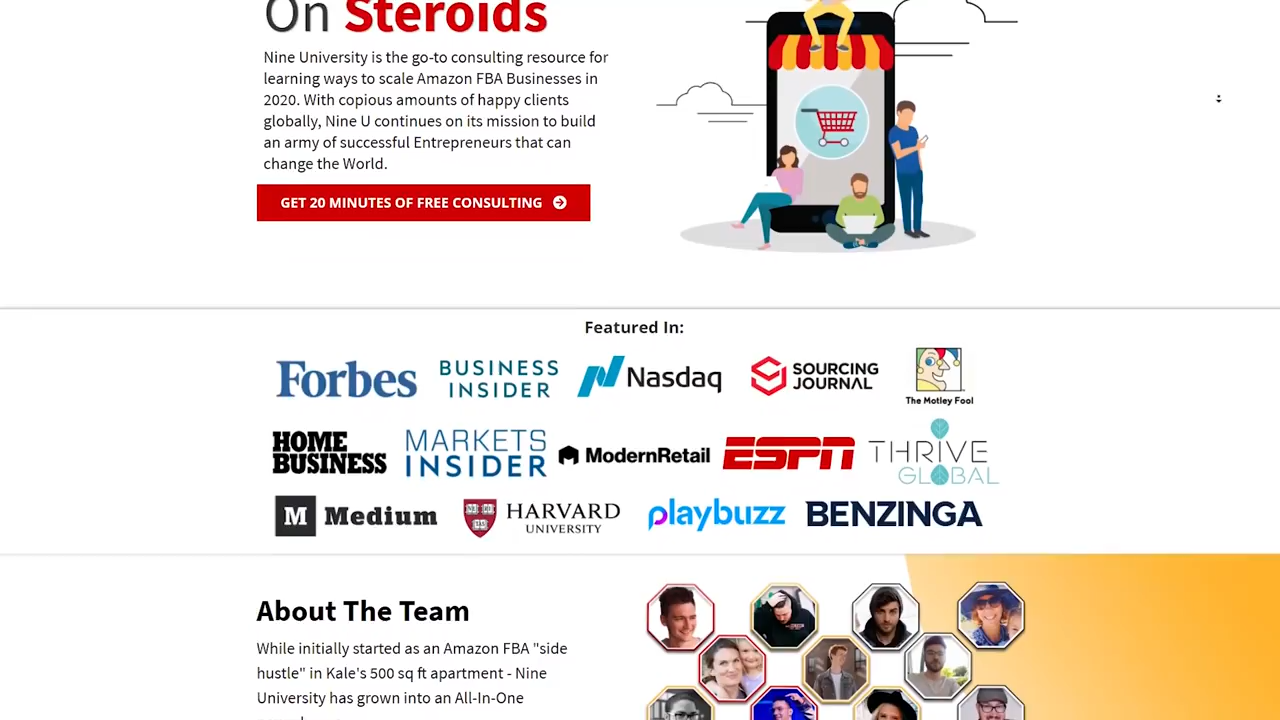 On Steroids
Nine University is the go-to consulting resource for
learning ways to scale Amazon FBA Businesses in
2020. With copious amounts of happy clients
globally, Nine U continues on its mission to build
an army of successful Entrepreneurs that can
change the World.
GET 20 MINUTES OF FREE CONSULTING
Featured In:
Forbes
BUSINESS
INSIDER
Nasdaq
SOURCING
JOURNAL
The Motley Fool
HOME
BUSINESS
MARKETS
INSIDER
ModernRetail
ESPN
THRIVE
GLOBAL
M Medium
HARVARD
UNIVERSITY
playbuzz
BENZINGA
About The Team
While initially started as an Amazon FBA "side
hustle" in Kale's 500 sq ft apartment - Nine
University has grown into an All-In-One